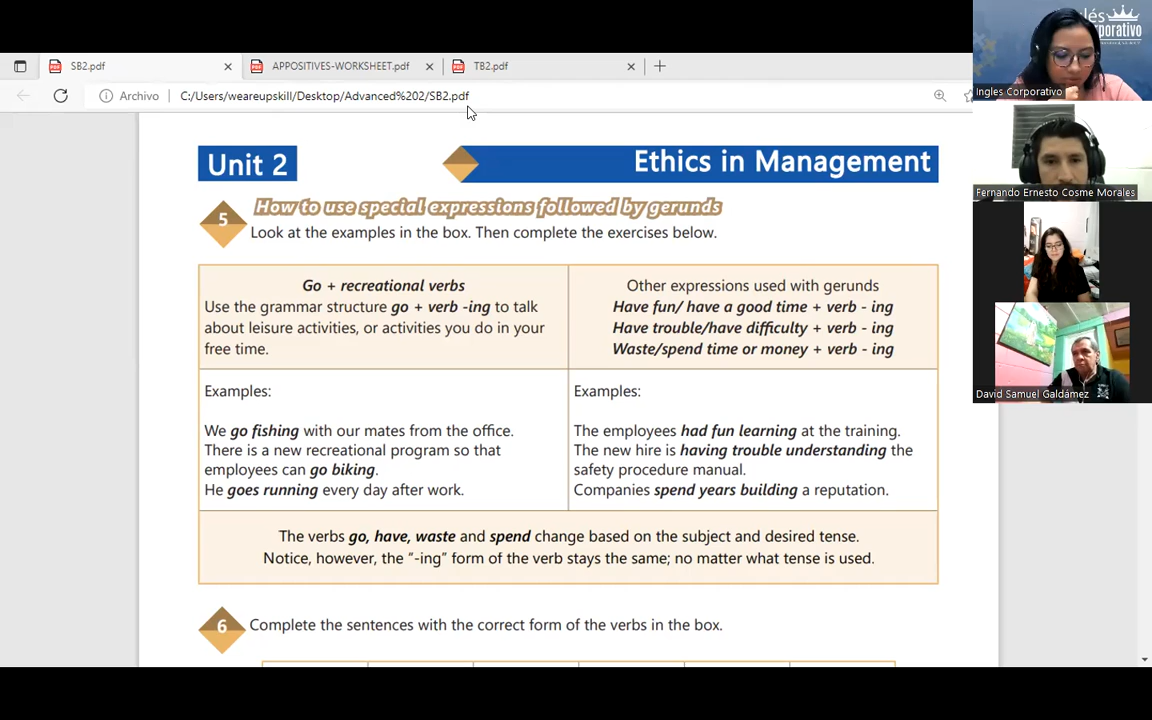 SB2.pdf
APPOSITIVES-WORKSHEET.pdf
TB2.pdf
Archivo
C:/Users/weareupskill/Desktop/Advanced%202/SB2.pdf
Unit 2
Ethics in Management
5
How to use special expressions followed by gerunds
Look at the examples in the box. Then complete the exercises below.
Go + recreational verbs
Use the grammar structure go + verb -ing to talk
about leisure activities, or activities you do in your
free time.
Other expressions used with gerunds
Have fun/ have a good time + verb - ing
Have trouble/have difficulty + verb - ing
Waste/spend time or money + verb - ing
Examples:
We go fishing with our mates from the office.
There is a new recreational program so that
employees can go biking.
He goes running every day after work.
Examples:
The employees had fun learning at the training.
The new hire is having trouble understanding the
safety procedure manual.
Companies spend years building a reputation.
The verbs go, have, waste and spend change based on the subject and desired tense.
Notice, however, the “-ing” form of the verb stays the same; no matter what tense is used.
6
Complete the sentences with the correct form of the verbs in the box.
Ingles Corporativo
Fernando Ernesto Cosme Morales
David Samuel Galdámez